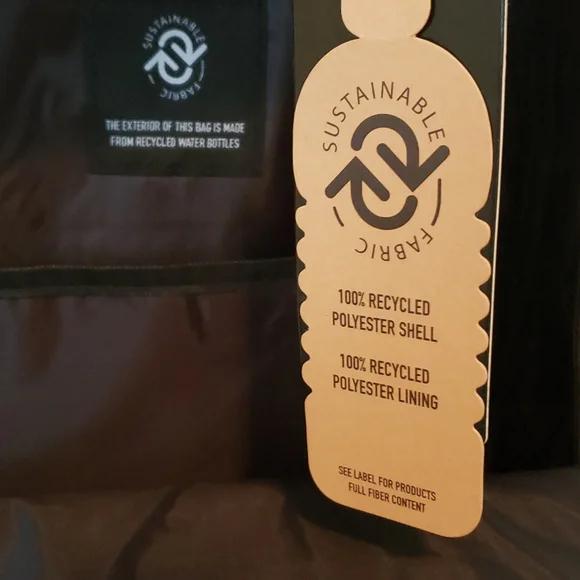 SUSTAINABLE
FABRIC
THE EXTERIOR OF THIS BAG IS MADE
FROM RECYCLED WATER BOTTLES
SUSTAINABLE
FABRIC
100% RECYCLED
POLYESTER SHELL
100% RECYCLED
POLYESTER LINING
SEE LABEL FOR PRODUCTS
FULL FIBER CONTENT